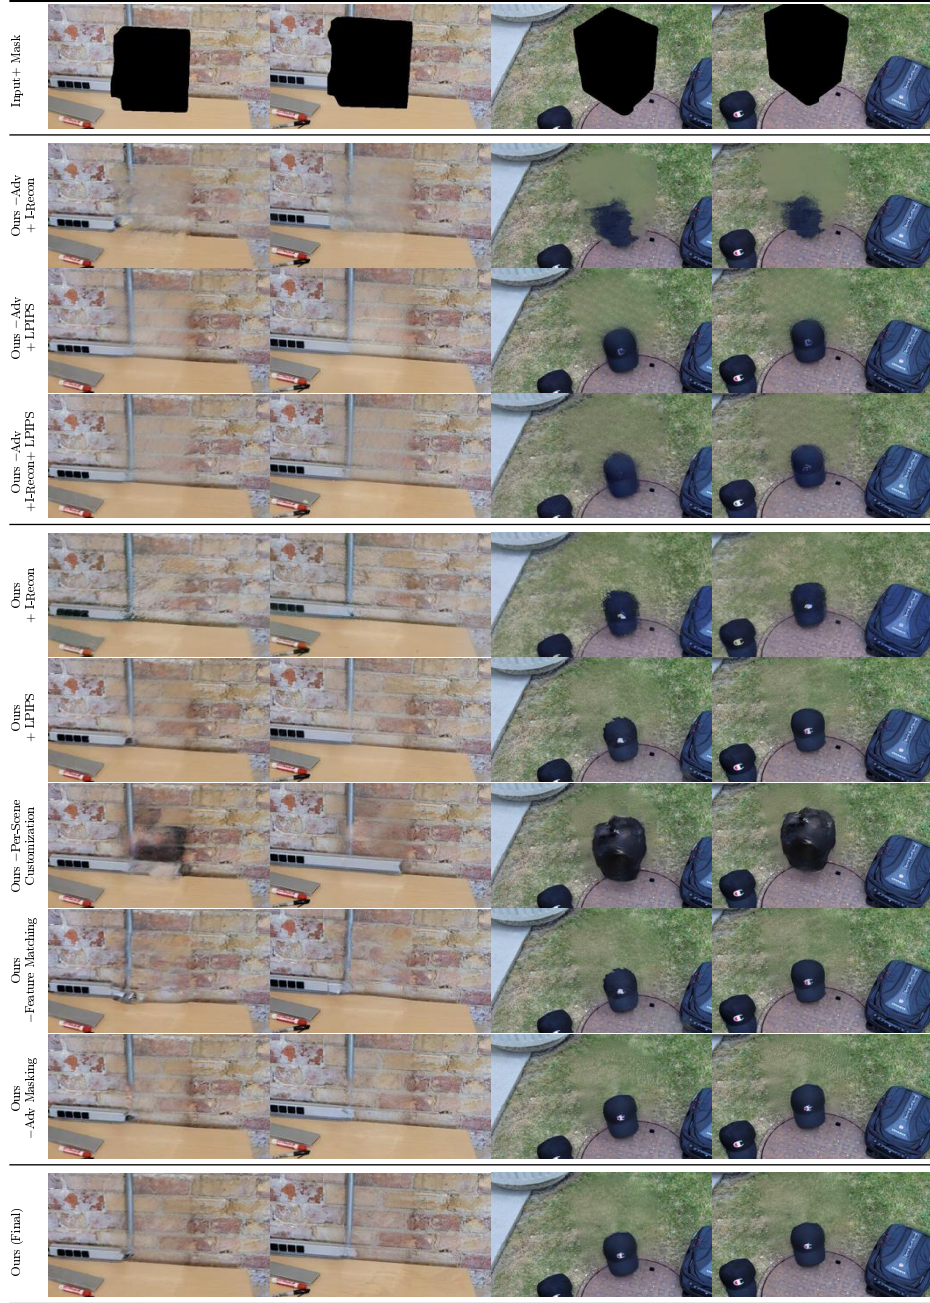 Input+ Mask
Ours −Adv
+ I-Recon
Ours −Adv
+ LPIPS
Ours −Adv
+I-Recon+ LPIPS
Ours
+ I-Recon
Ours
+ LPIPS
Ours −Per-Scene
Customization
Ours
−Feature Matching
Ours
−Adv Masking
Ours (Final)